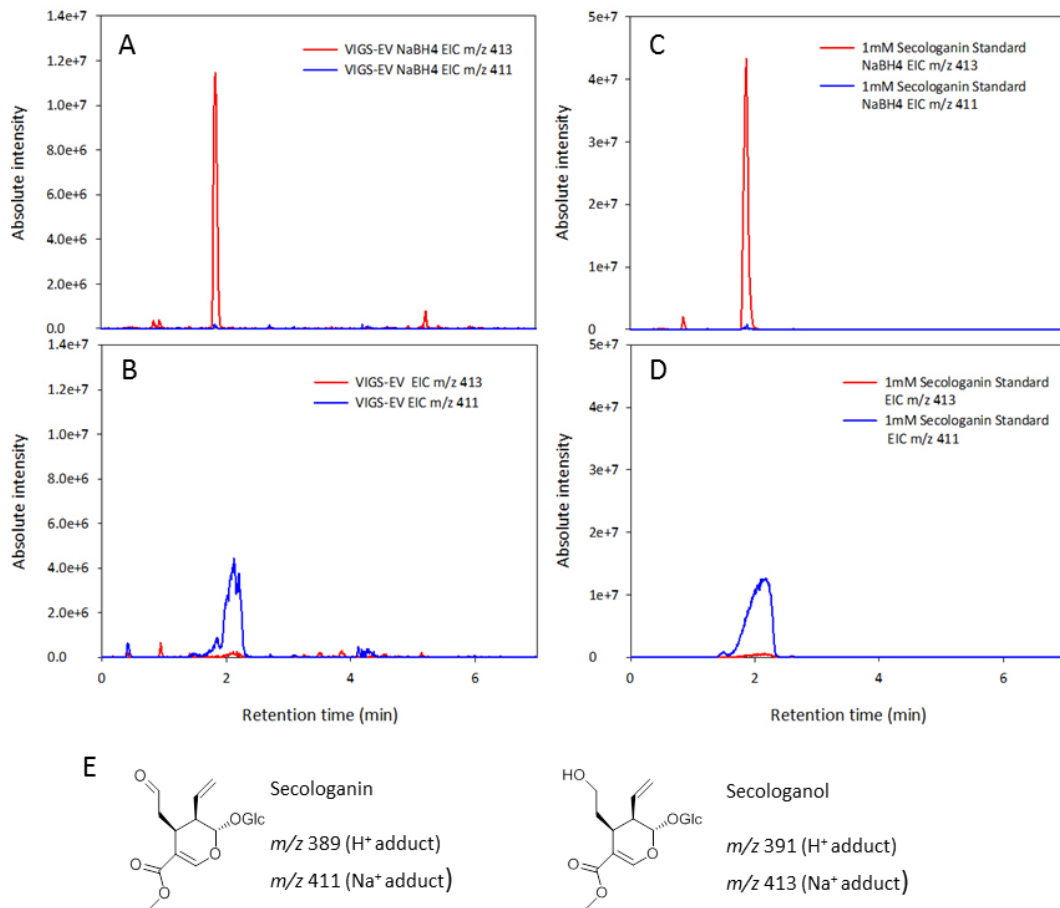 A
1.4e+7
1.2e+7
1.0e+7
8.0e+6
6.0e+6
4.0e+6
2.0e+6
0.0
Absolute intensity
VIGS-EV NaBH4 EIC m/z 413
VIGS-EV NaBH4 EIC m/z 411
C
5e+7
4e+7
3e+7
2e+7
1e+7
0
Absolute intensity
1mM Secologanin Standard
NaBH4 EIC m/z 413
1mM Secologanin Standard
NaBH4 EIC m/z 411
B
1.4e+7
1.2e+7
1.0e+7
8.0e+6
6.0e+6
4.0e+6
2.0e+6
0.0
Absolute intensity
VIGS-EV EIC m/z 413
VIGS-EV EIC m/z 411
0 2 4 6
Retention time (min)
D
5e+7
4e+7
3e+7
2e+7
1e+7
0
Absolute intensity
1mM Secologanin Standard
EIC m/z 413
1mM Secologanin Standard
EIC m/z 411
0 2 4 6
Retention time (min)
E
O
OGlc
O
O
O
Secologanin
m/z 389 (H+ adduct)
m/z 411 (Na+ adduct)
HO
OGlc
O
O
O
Secologanol
m/z 391 (H+ adduct)
m/z 413 (Na+ adduct)